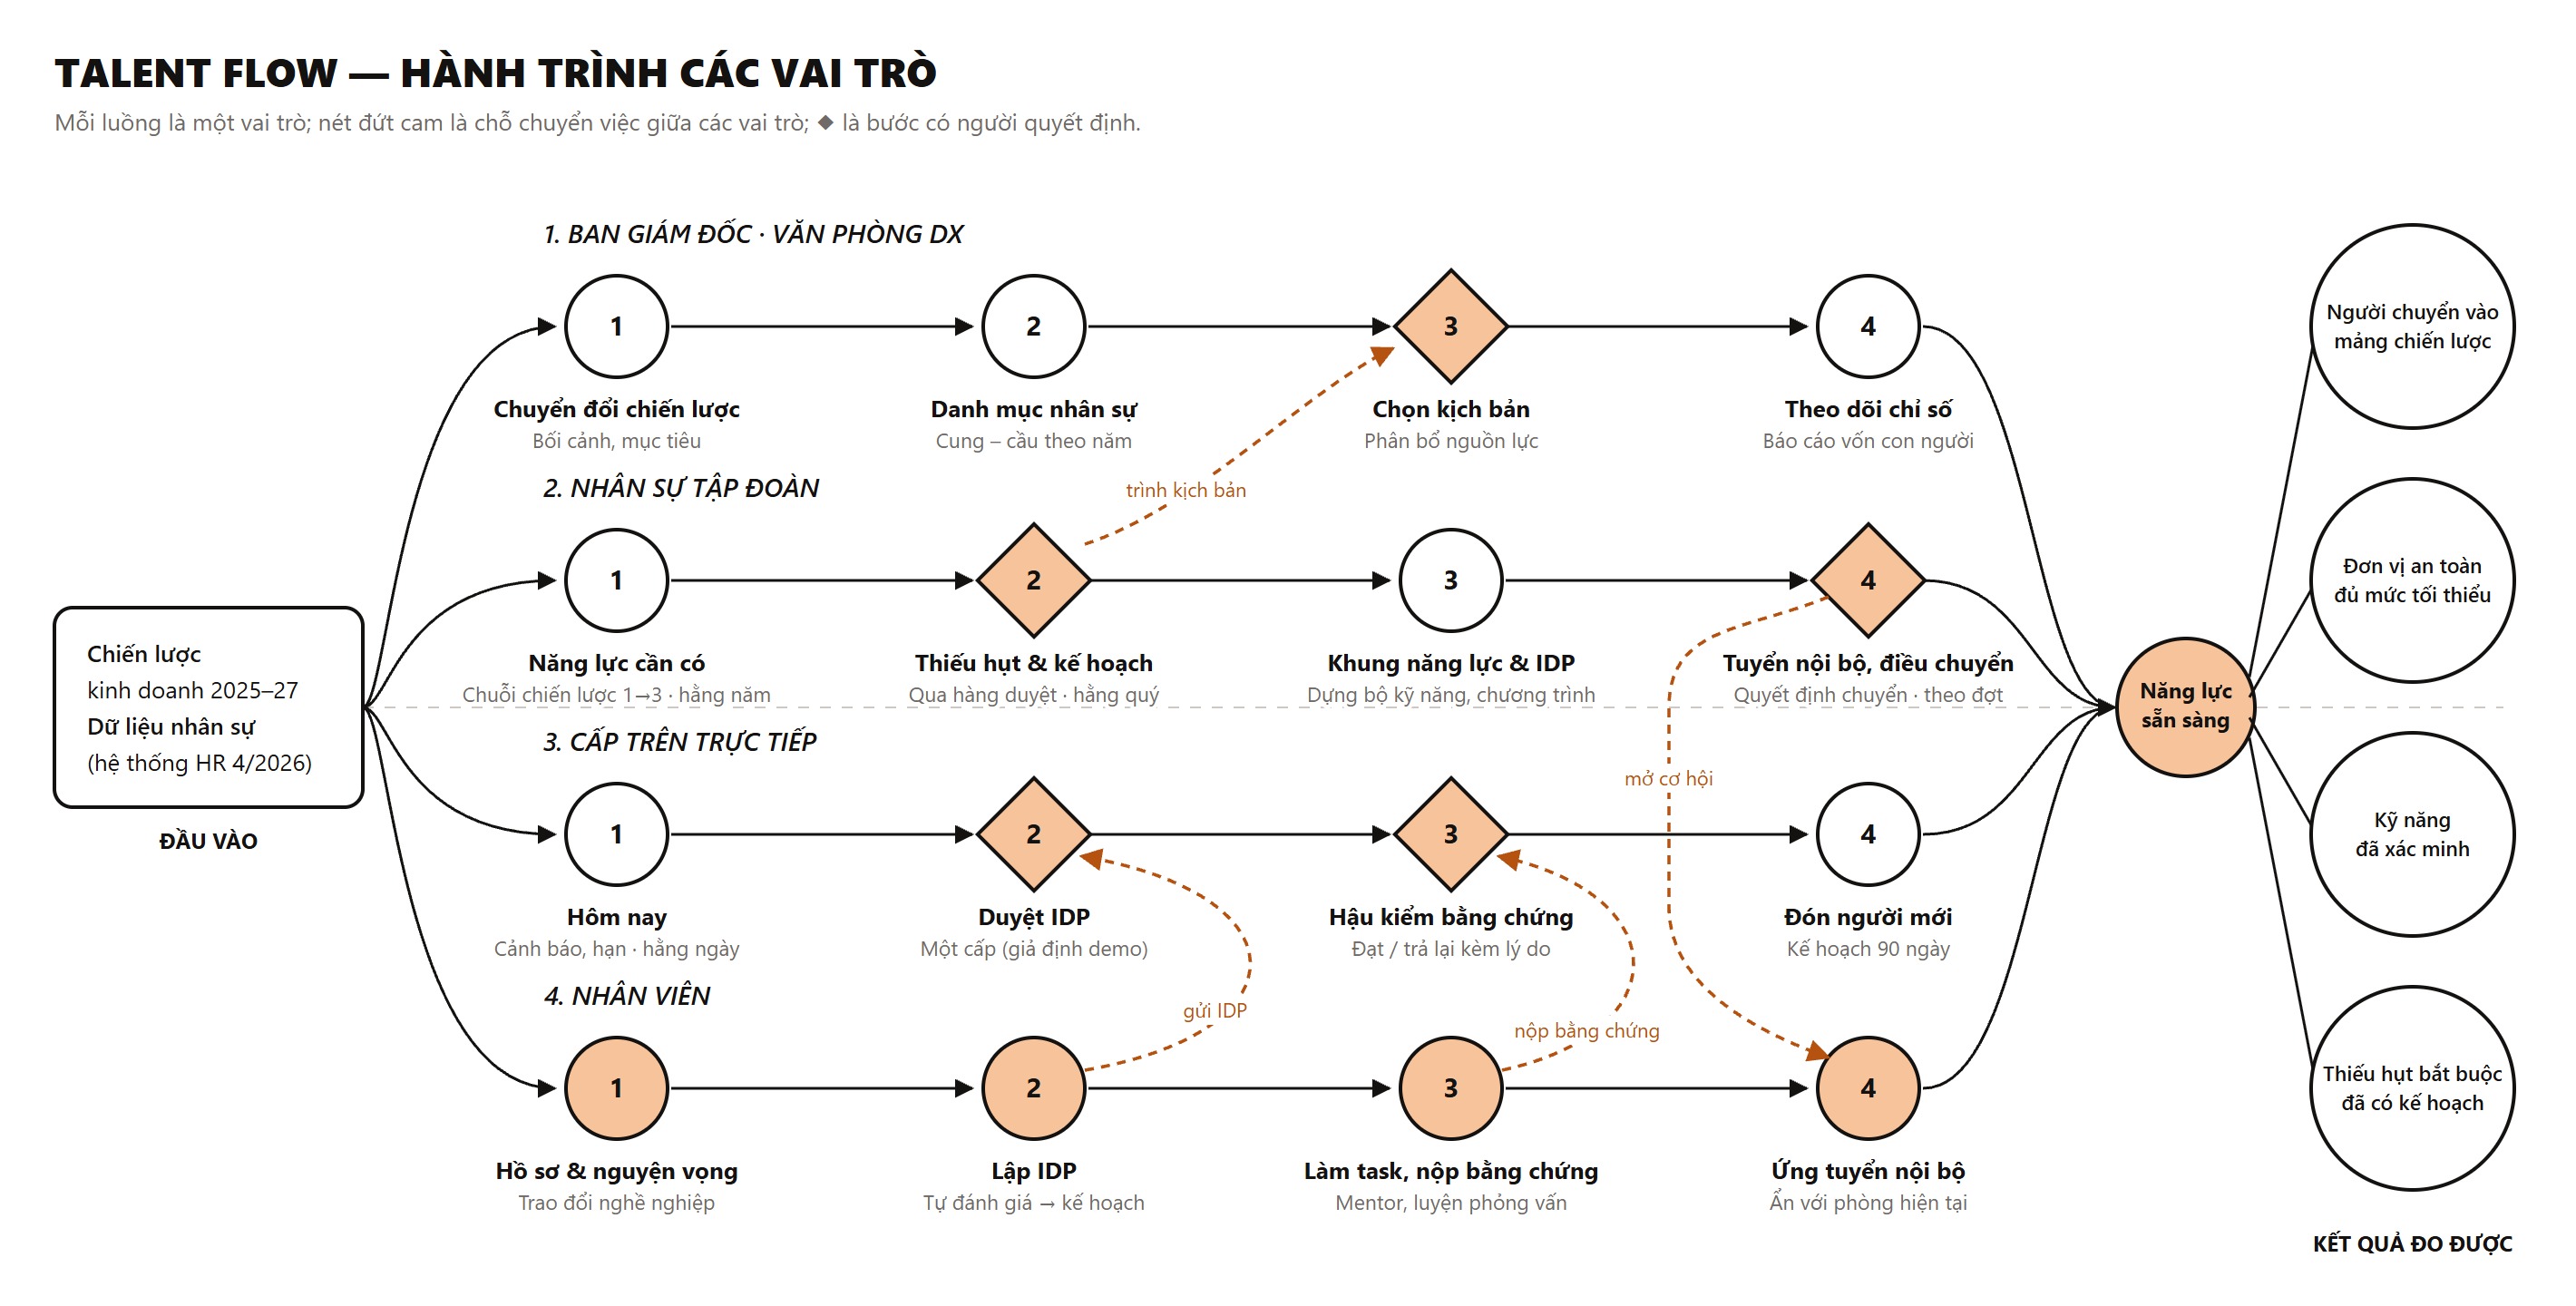 TALENT FLOW — HÀNH TRÌNH CÁC VAI TRÒ
Mỗi luồng là một vai trò; nét đứt cam là chỗ chuyển việc giữa các vai trò; ◆ là bước có người quyết định.
1. BAN GIÁM ĐỐC · VĂN PHÒNG DX
1
2
3
4
Chuyển đổi chiến lược
Bối cảnh, mục tiêu
Danh mục nhân sự
Cung – cầu theo năm
Chọn kịch bản
Phân bổ nguồn lực
Theo dõi chỉ số
Báo cáo vốn con người
trình kịch bản
2. NHÂN SỰ TẬP ĐOÀN
1
2
3
4
Năng lực cần có
Chuỗi chiến lược 1→3 · hằng năm
Thiếu hụt & kế hoạch
Qua hàng duyệt · hằng quý
Khung năng lực & IDP
Dựng bộ kỹ năng, chương trình
Tuyển nội bộ, điều chuyển
Quyết định chuyển · theo đợt
Chiến lược
kinh doanh 2025–27
Dữ liệu nhân sự
(hệ thống HR 4/2026)
ĐẦU VÀO
3. CẤP TRÊN TRỰC TIẾP
mở cơ hội
1
2
3
4
Hôm nay
Cảnh báo, hạn · hằng ngày
Duyệt IDP
Một cấp (giả định demo)
Hậu kiểm bằng chứng
Đạt / trả lại kèm lý do
Đón người mới
Kế hoạch 90 ngày
4. NHÂN VIÊN
gửi IDP
nộp bằng chứng
1
2
3
4
Hồ sơ & nguyện vọng
Trao đổi nghề nghiệp
Lập IDP
Tự đánh giá → kế hoạch
Làm task, nộp bằng chứng
Mentor, luyện phỏng vấn
Ứng tuyển nội bộ
Ẩn với phòng hiện tại
Năng lực
sẵn sàng
Người chuyển vào
mảng chiến lược
Đơn vị an toàn
đủ mức tối thiểu
Kỹ năng
đã xác minh
Thiếu hụt bắt buộc
đã có kế hoạch
KẾT QUẢ ĐO ĐƯỢC